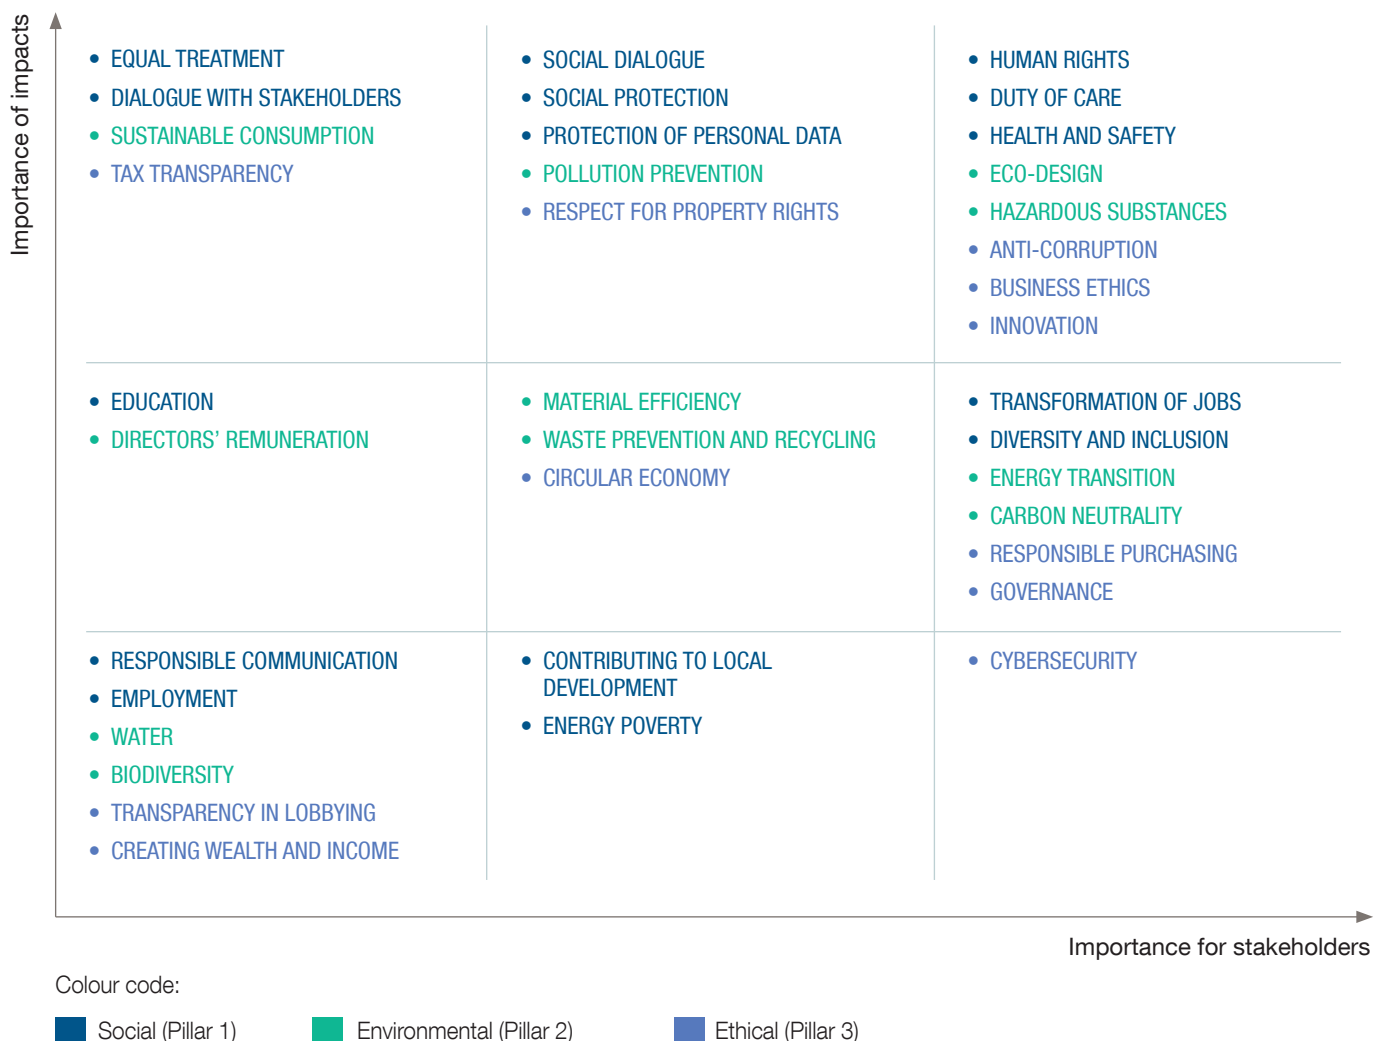 Importance of impacts
• EQUAL TREATMENT
• DIALOGUE WITH STAKEHOLDERS
• SUSTAINABLE CONSUMPTION
• TAX TRANSPARENCY
• SOCIAL DIALOGUE
• SOCIAL PROTECTION
• PROTECTION OF PERSONAL DATA
• POLLUTION PREVENTION
• RESPECT FOR PROPERTY RIGHTS
• HUMAN RIGHTS
• DUTY OF CARE
• HEALTH AND SAFETY
• ECO-DESIGN
• HAZARDOUS SUBSTANCES
• ANTI-CORRUPTION
• BUSINESS ETHICS
• INNOVATION
• EDUCATION
• DIRECTORS’ REMUNERATION
• MATERIAL EFFICIENCY
• WASTE PREVENTION AND RECYCLING
• CIRCULAR ECONOMY
• TRANSFORMATION OF JOBS
• DIVERSITY AND INCLUSION
• ENERGY TRANSITION
• CARBON NEUTRALITY
• RESPONSIBLE PURCHASING
• GOVERNANCE
• RESPONSIBLE COMMUNICATION
• EMPLOYMENT
• WATER
• BIODIVERSITY
• TRANSPARENCY IN LOBBYING
• CREATING WEALTH AND INCOME
• CONTRIBUTING TO LOCAL
DEVELOPMENT
• ENERGY POVERTY
• CYBERSECURITY
Importance for stakeholders
Colour code:
Social (Pillar 1)
Environmental (Pillar 2)
Ethical (Pillar 3)